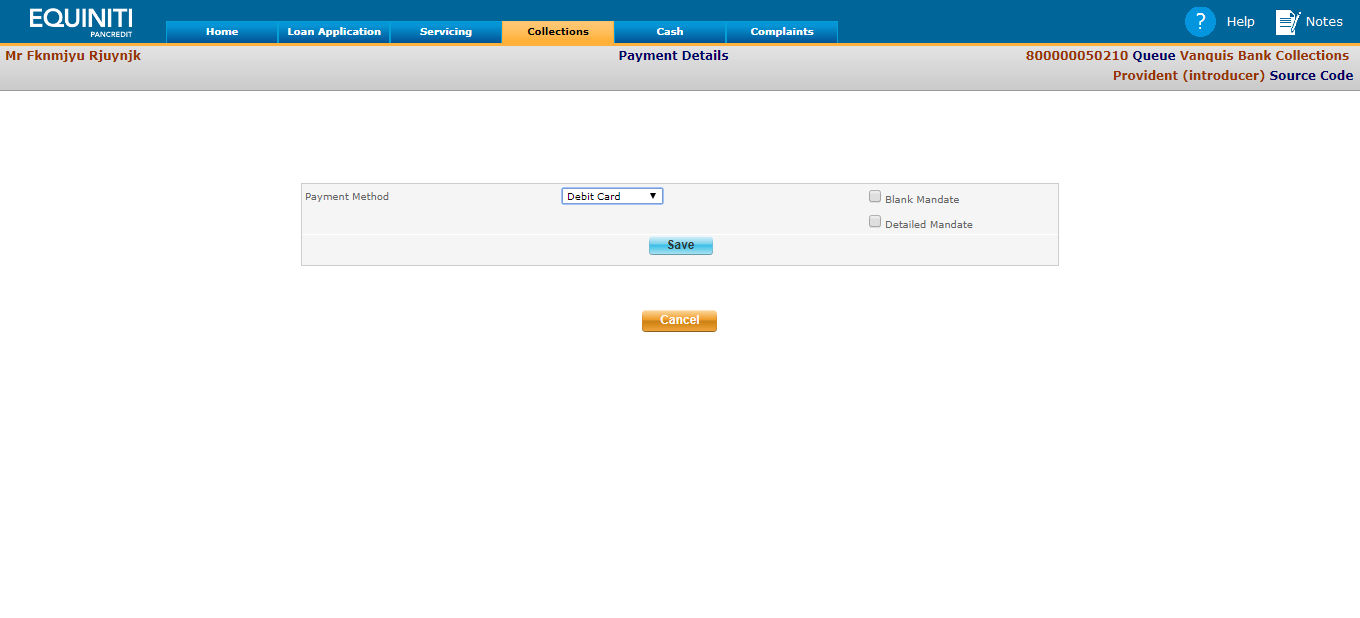 EQUINITI
PANCREDIT
Home Loan Application Servicing Collections Cash Complaints
? Help Notes
Mr Fknmjyu Rjuynjk Payment Details 800000050210 Queue Vanquis Bank Collections
Provident (introducer) Source Code
Payment Method Debit Card Blank Mandate
Detailed Mandate
Save
Cancel